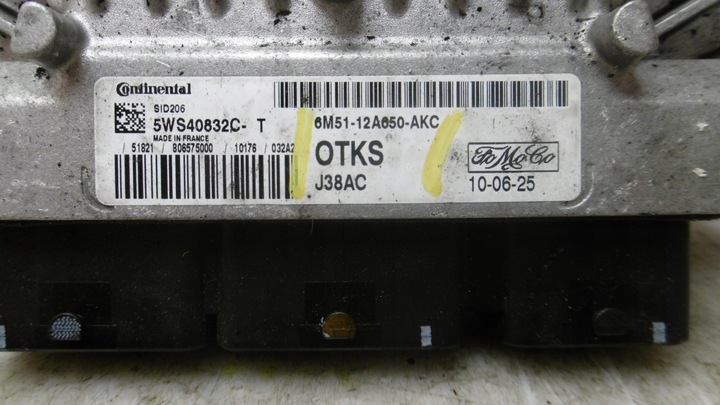 Continental
SID206
5WS40832C- T
MADE IN FRANCE
51821 / 806575000 / 10176 / 032A2
6M51-12A650-AKC
OTKS
J38AC
FoMoCo
10-06-25